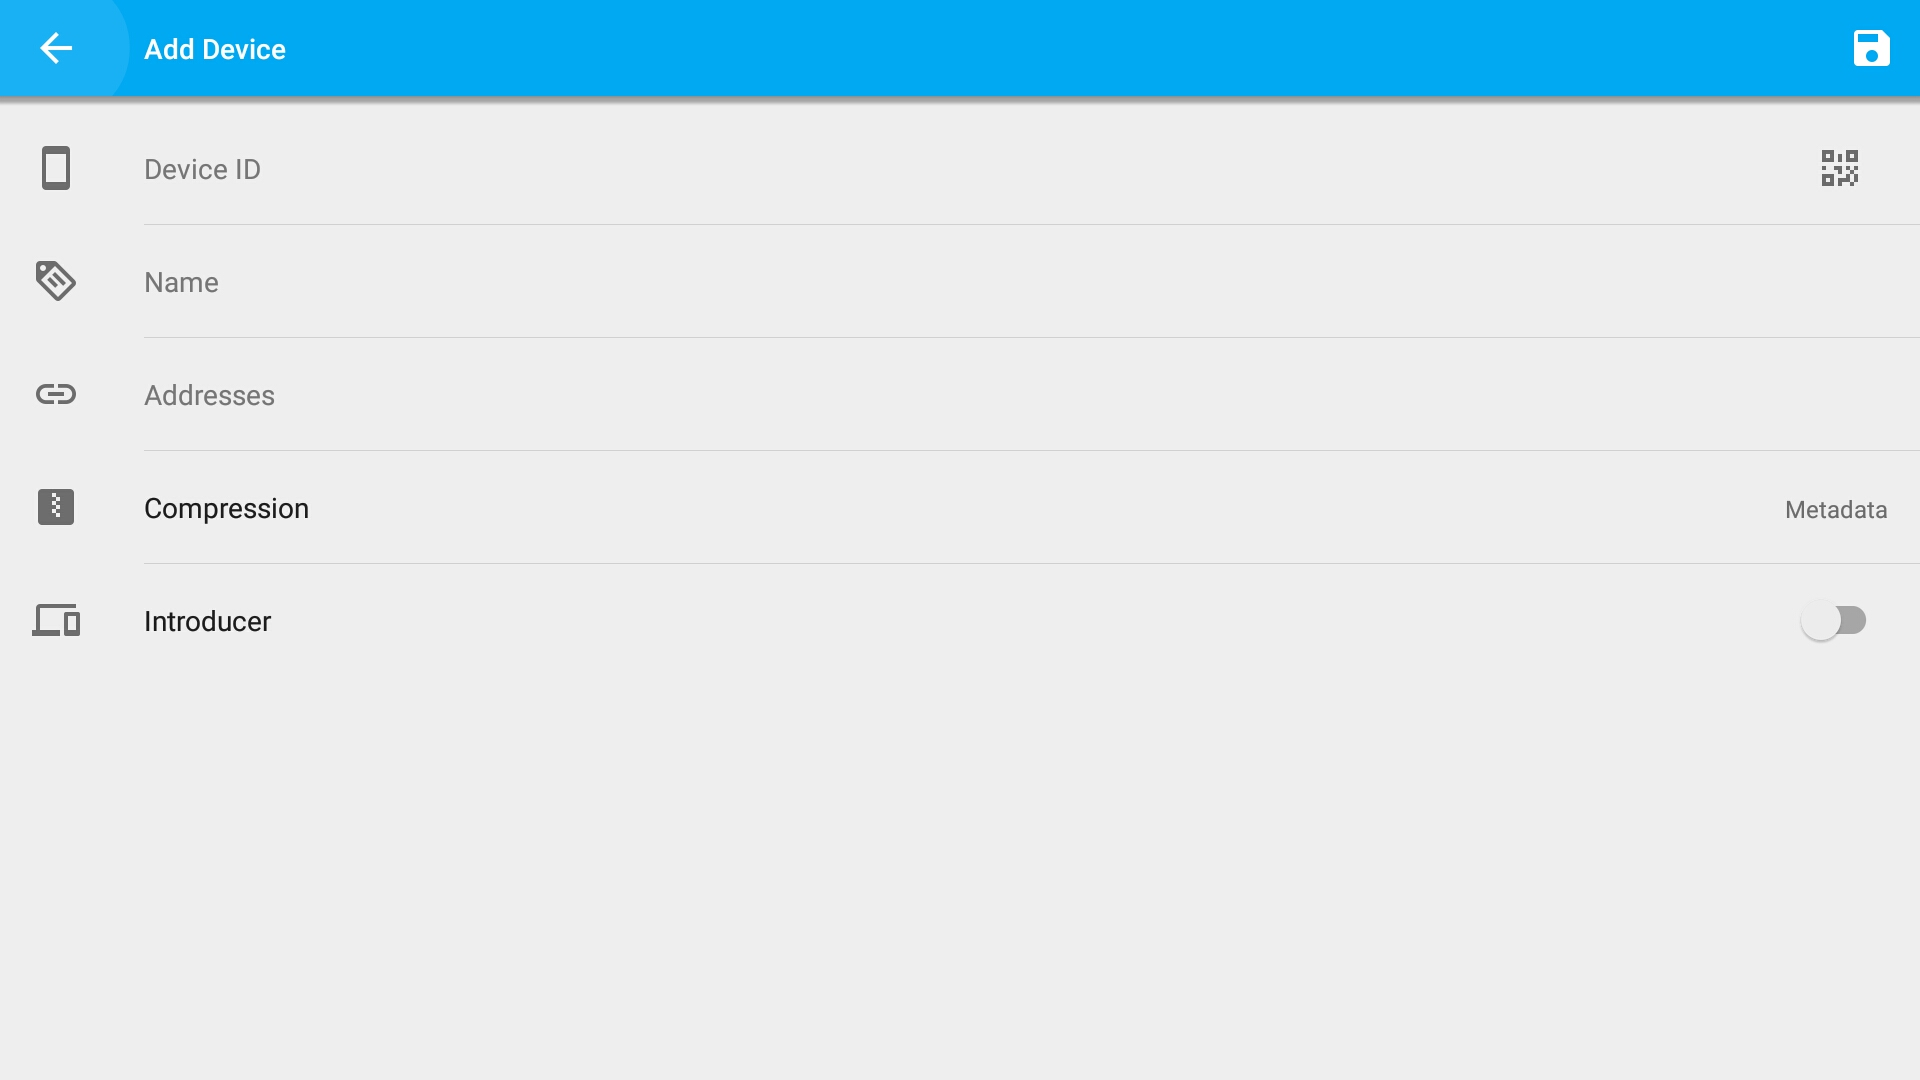 Add Device
Device ID
Name
Addresses
Compression
Metadata
Introducer